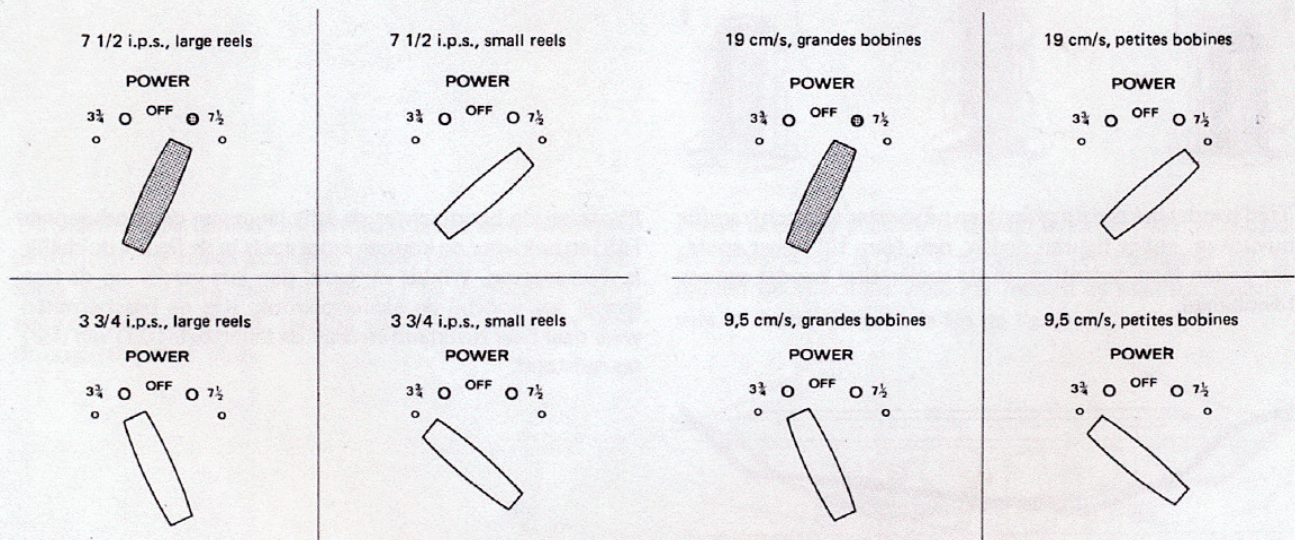 7 1/2 i.p.s., large reels
POWER
3¾ OFF 7½
7 1/2 i.p.s., small reels
POWER
3¾ OFF 7½
19 cm/s, grandes bobines
POWER
3¾ OFF 7½
19 cm/s, petites bobines
POWER
3¾ OFF 7½
3 3/4 i.p.s., large reels
POWER
3¾ OFF 7½
3 3/4 i.p.s., small reels
POWER
3¾ OFF 7½
9,5 cm/s, grandes bobines
POWER
3¾ OFF 7½
9,5 cm/s, petites bobines
POWER
3¾ OFF 7½